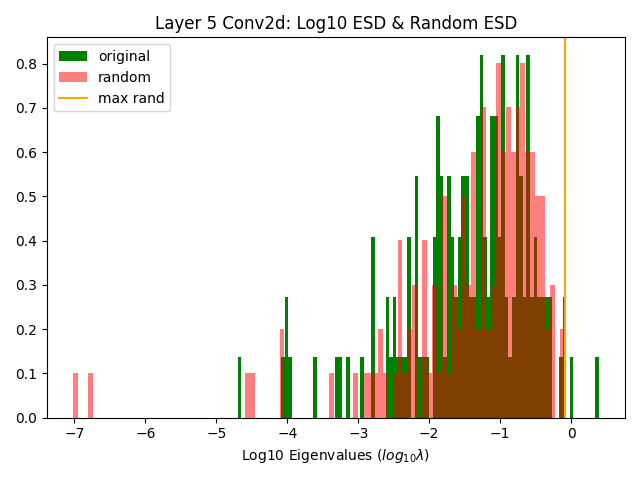 Layer 5 Conv2d: Log10 ESD & Random ESD
original
random
max rand
0.8
0.7
0.6
0.5
0.4
0.3
0.2
0.1
0.0
−7 −6 −5 −4 −3 −2 −1 0
Log10 Eigenvalues (log10λ)